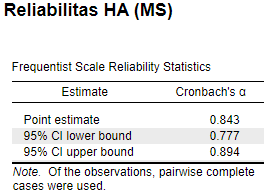 Reliabilitas HA (MS)
Frequentist Scale Reliability Statistics
Estimate Cronbach's α
Point estimate 0.843
95% CI lower bound 0.777
95% CI upper bound 0.894
Note. Of the observations, pairwise complete
cases were used.